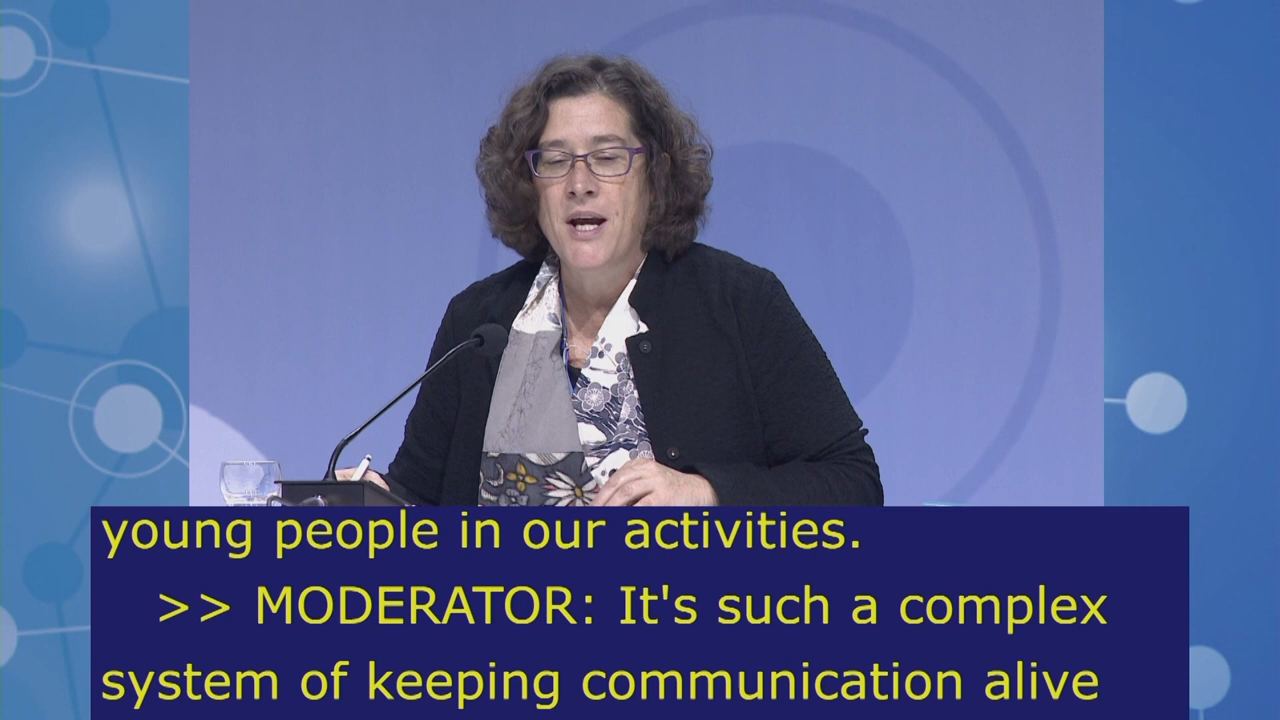 young people in our activities.
>> MODERATOR: It's such a complex
system of keeping communication alive